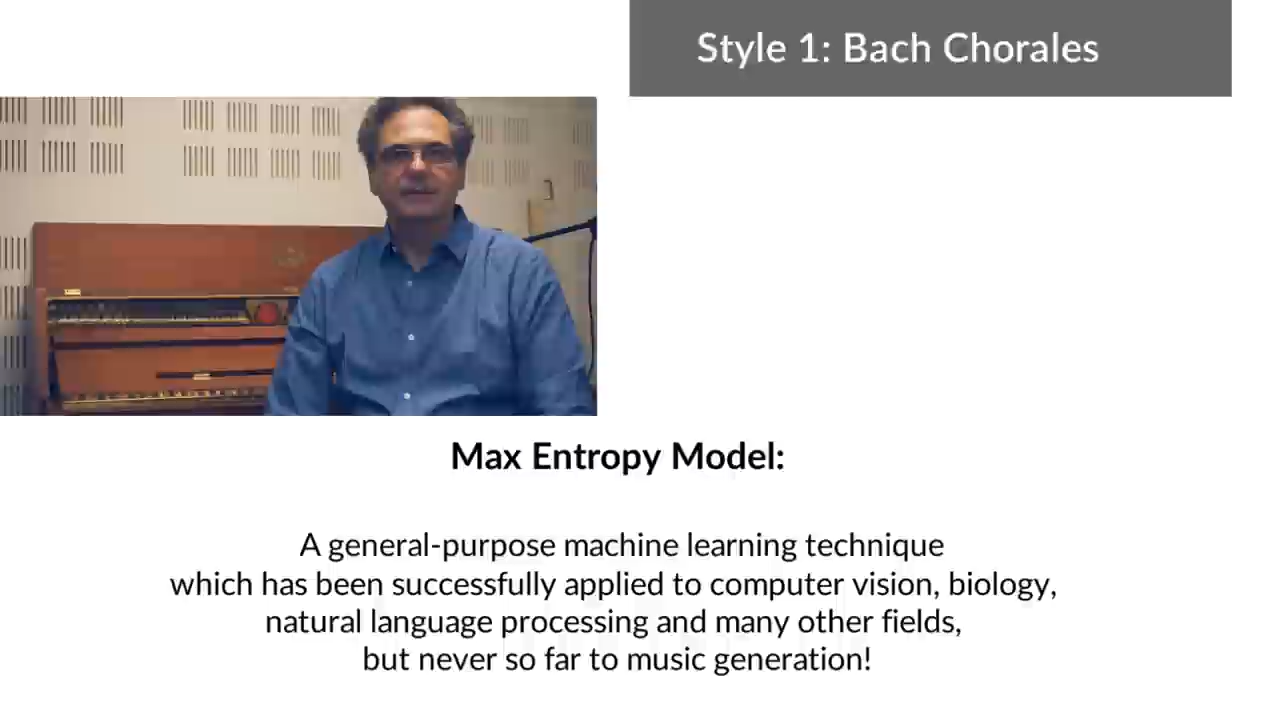 Style 1: Bach Chorales
Max Entropy Model:
A general-purpose machine learning technique
which has been successfully applied to computer vision, biology,
natural language processing and many other fields,
but never so far to music generation!